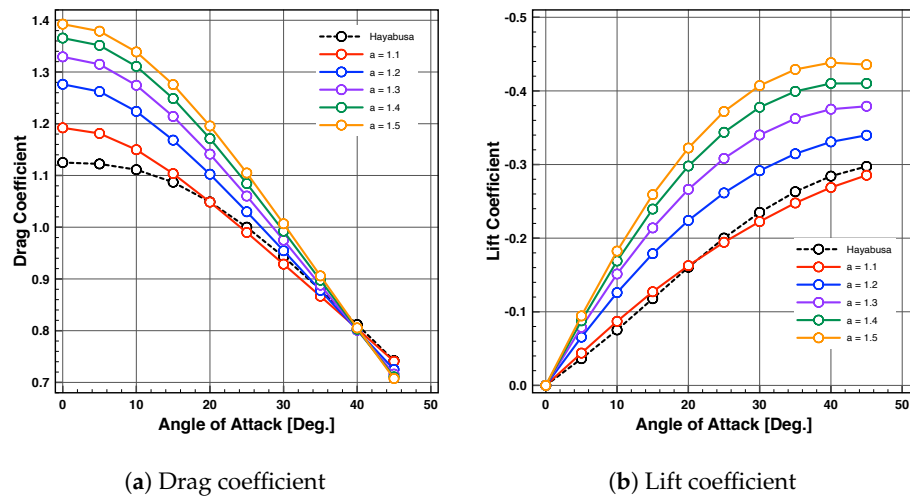 1.4
1.3
1.2
1.1
1.0
0.9
0.8
0.7
Drag Coefficient
Hayabusa
a = 1.1
a = 1.2
a = 1.3
a = 1.4
a = 1.5
0 10 20 30 40 50
Angle of Attack [Deg.]
(a) Drag coefficient
-0.5
-0.4
-0.3
-0.2
-0.1
0.0
Lift Coefficient
Hayabusa
a = 1.1
a = 1.2
a = 1.3
a = 1.4
a = 1.5
0 10 20 30 40 50
Angle of Attack [Deg.]
(b) Lift coefficient